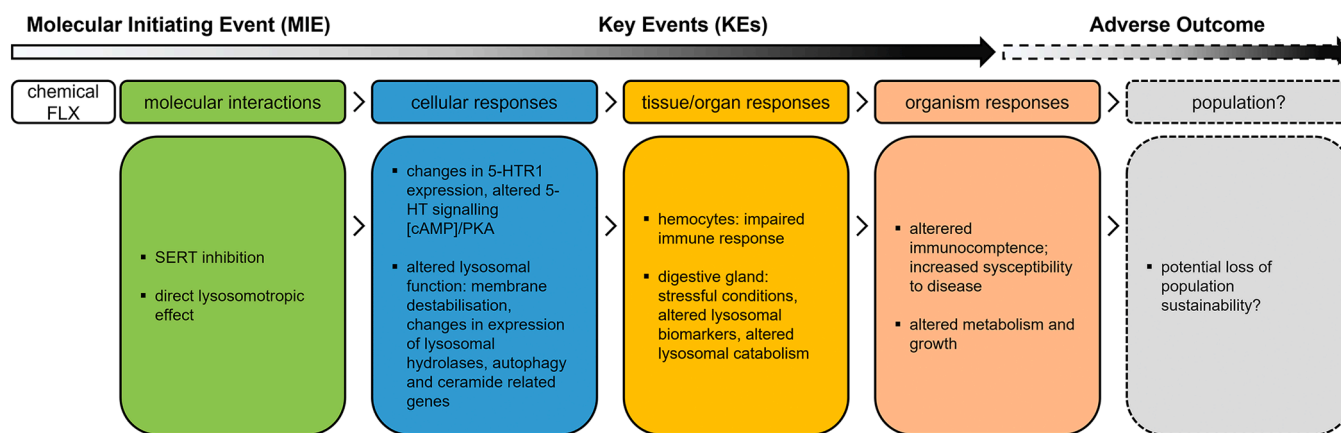 Molecular Initiating Event (MIE)
Key Events (KEs)
Adverse Outcome
chemical
FLX
molecular interactions
cellular responses
tissue/organ responses
organism responses
population?
▪ SERT inhibition
▪ direct lysosomotropic
effect
▪ changes in 5-HTR1
expression, altered 5-
HT signalling
[cAMP]/PKA
▪ altered lysosomal
function: membrane
destabilisation,
changes in expression
of lysosomal
hydrolases, autophagy
and ceramide related
genes
▪ hemocytes: impaired
immune response
▪ digestive gland:
stressful conditions,
altered lysosomal
biomarkers, altered
lysosomal catabolism
▪ alterered
immunocomptence;
increased sysceptibility
to disease
▪ altered metabolism and
growth
▪ potential loss of
population
sustainability?